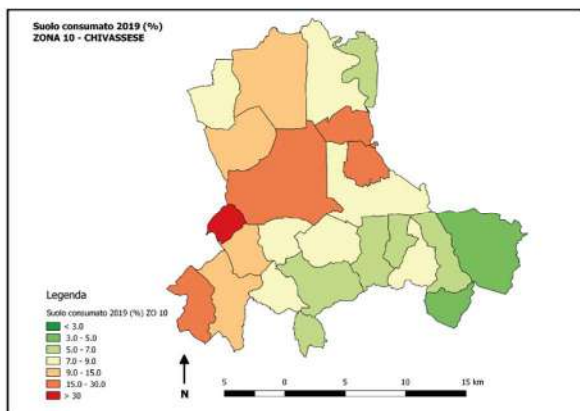 Suolo consumato 2019 (%)
ZONA 10 - CHIVASSESE
Legenda
Suolo consumato 2019 (%) ZO 10
< 3.0
3.0 - 5.0
5.0 - 7.0
7.0 - 9.0
9.0 - 15.0
15.0 - 30.0
> 30
N
5 0 5 10 15 km